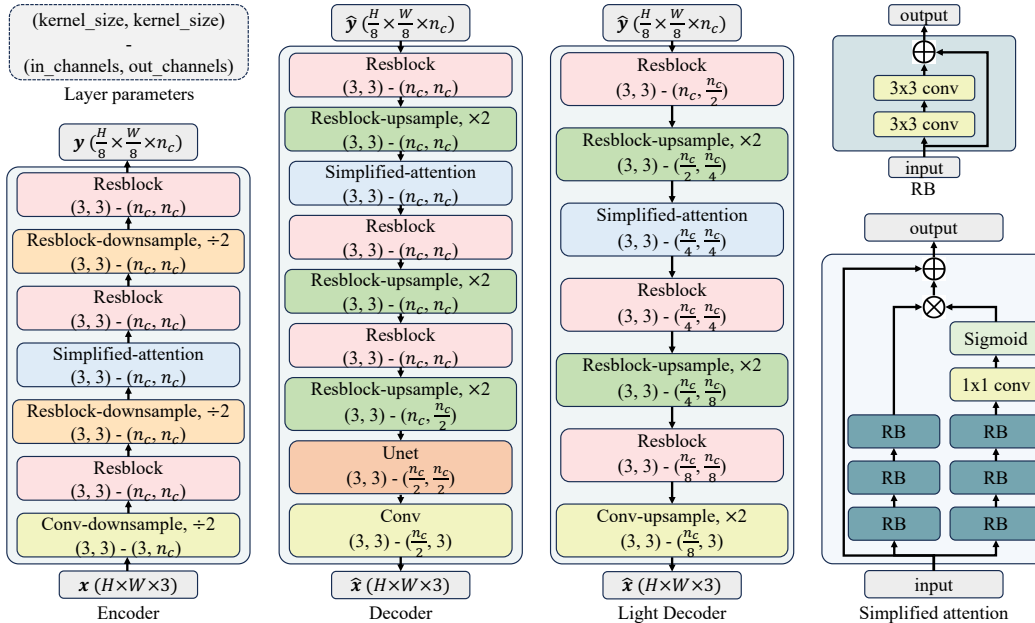 (kernel_size, kernel_size)
-
(in_channels, out_channels)
Layer parameters
y (H/8 × W/8 × n_c)
Resblock
(3, 3) - (n_c, n_c)
Resblock-downsample, ÷2
(3, 3) - (n_c, n_c)
Resblock
(3, 3) - (n_c, n_c)
Simplified-attention
(3, 3) - (n_c, n_c)
Resblock-downsample, ÷2
(3, 3) - (n_c, n_c)
Resblock
(3, 3) - (n_c, n_c)
Conv-downsample, ÷2
(3, 3) - (3, n_c)
x (H×W×3)
Encoder
ŷ (H/8 × W/8 × n_c)
Resblock
(3, 3) - (n_c, n_c)
Resblock-upsample, ×2
(3, 3) - (n_c, n_c)
Simplified-attention
(3, 3) - (n_c, n_c)
Resblock
(3, 3) - (n_c, n_c)
Resblock-upsample, ×2
(3, 3) - (n_c, n_c)
Resblock
(3, 3) - (n_c, n_c)
Resblock-upsample, ×2
(3, 3) - (n_c, n_c/2)
Unet
(3, 3) - (n_c/2, n_c/2)
Conv
(3, 3) - (n_c/2, 3)
x̂ (H×W×3)
Decoder
ŷ (H/8 × W/8 × n_c)
Resblock
(3, 3) - (n_c, n_c/2)
Resblock-upsample, ×2
(3, 3) - (n_c/2, n_c/4)
Simplified-attention
(3, 3) - (n_c/4, n_c/4)
Resblock
(3, 3) - (n_c/4, n_c/4)
Resblock-upsample, ×2
(3, 3) - (n_c/4, n_c/8)
Resblock
(3, 3) - (n_c/8, n_c/8)
Conv-upsample, ×2
(3, 3) - (n_c/8, 3)
x̂ (H×W×3)
Light Decoder
output
3x3 conv
3x3 conv
input
RB
output
Sigmoid
1x1 conv
RB RB
RB RB
RB RB
input
Simplified attention